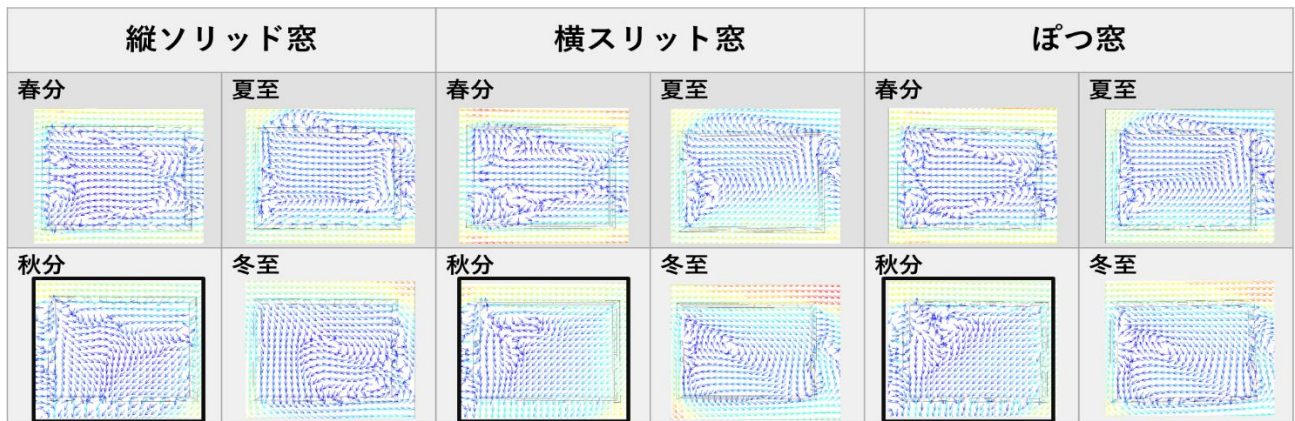 縦ソリッド窓 横スリット窓 ぽつ窓
春分 夏至 春分 夏至 春分 夏至
秋分 冬至 秋分 冬至 秋分 冬至